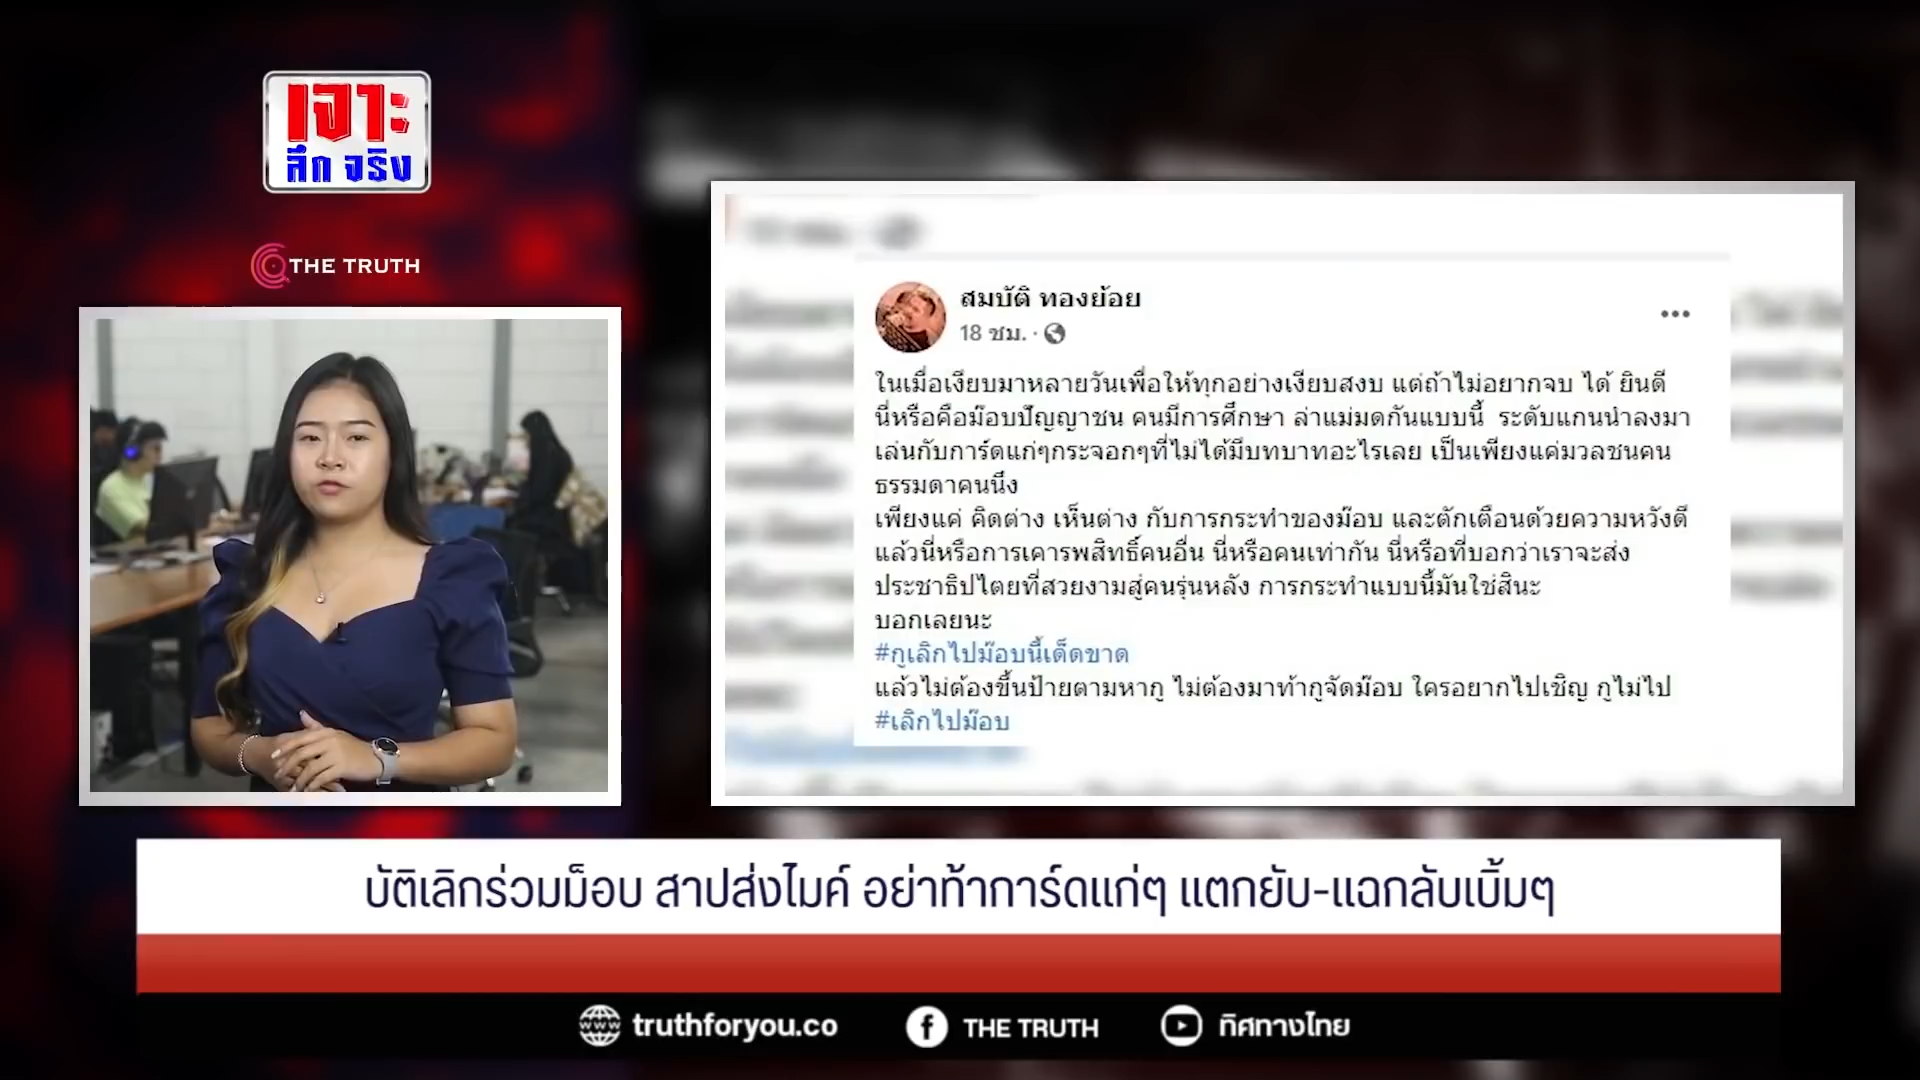 เจาะ
ลึก จริง
THE TRUTH
สมบัติ ทองย้อย
18 ชม. ·
ในเมื่อเงียบมาหลายวันเพื่อให้ทุกอย่างเงียบสงบ แต่ถ้าไม่อยากจบ ได้ ยินดี
นี่หรือคือม๊อบปัญญาชน คนมีการศึกษา ล่าแม่มดกันแบบนี้ ระดับแกนนำลงมา
เล่นกับการ์ดแก่ๆกระจอกๆที่ไม่ได้มีบทบาทอะไรเลย เป็นเพียงแค่มวลชนคน
ธรรมดาคนนึง
เพียงแค่ คิดต่าง เห็นต่าง กับการกระทำของม๊อบ และตักเตือนด้วยความหวังดี
แล้วนี่หรือการเคารพสิทธิ์คนอื่น นี่หรือคนเท่ากัน นี่หรือที่บอกว่าเราจะส่ง
ประชาธิปไตยที่สวยงามสู่คนรุ่นหลัง การกระทำแบบนี้มันใช่สินะ
บอกเลยนะ
#กูเลิกไปม๊อบนี้เด็ดขาด
แล้วไม่ต้องขึ้นป้ายตามหากู ไม่ต้องมาท้ากูจัดม๊อบ ใครอยากไปเชิญ กูไม่ไป
#เลิกไปม๊อบ
บัติเลิกร่วมม็อบ สาปส่งไมค์ อย่าท้าการ์ดแก่ๆ แตกยับ-แฉกลับเบิ้มๆ
www truthforyou.co
THE TRUTH
ทิศทางไทย